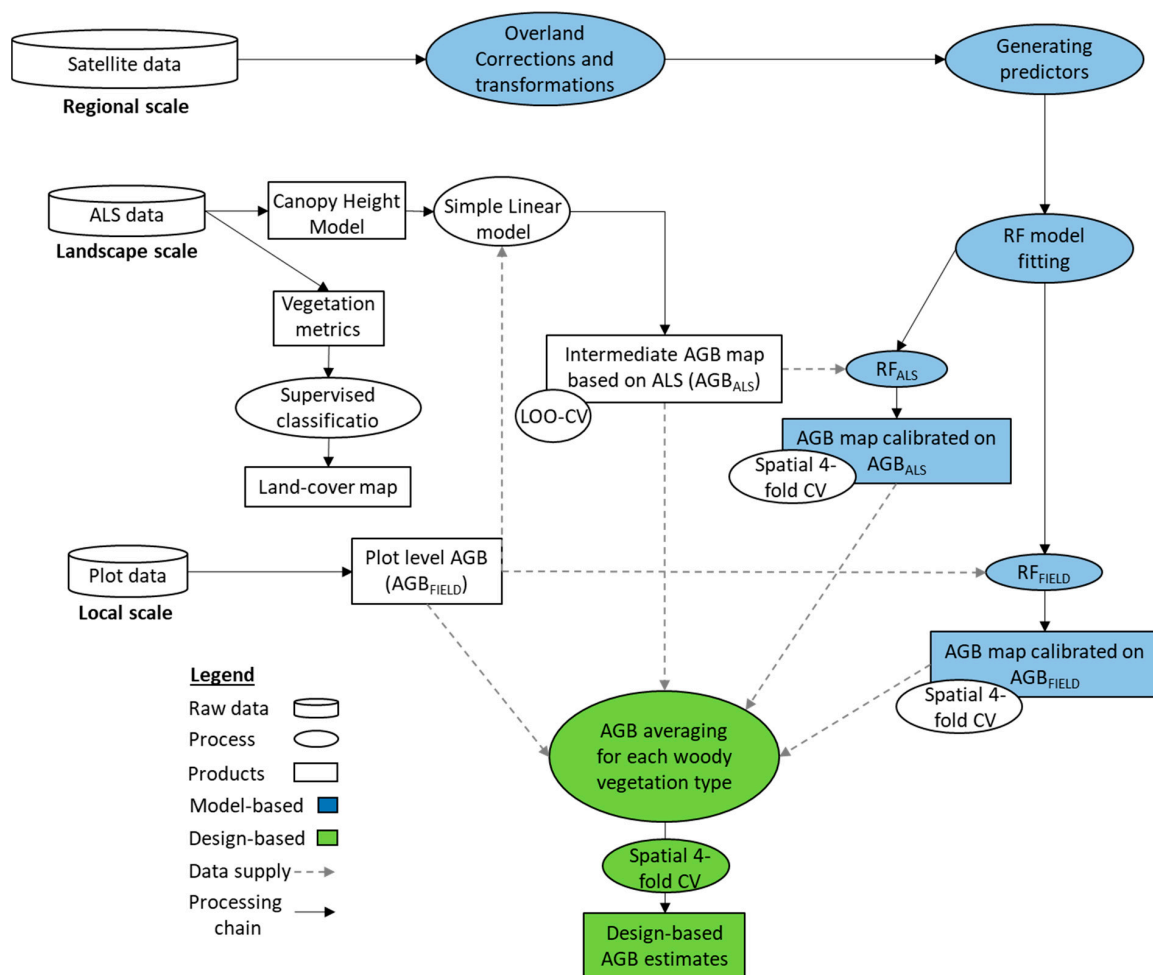 Satellite data
Regional scale
Overland
Corrections and
transformations
Generating
predictors
ALS data
Landscape scale
Canopy Height
Model
Simple Linear
model
RF model
fitting
Vegetation
metrics
Intermediate AGB map
based on ALS (AGBALS)
LOO-CV
RFALS
Supervised
classificatio
AGB map calibrated on
AGBALS
Spatial 4-
fold CV
Land-cover map
Plot data
Local scale
Plot level AGB
(AGBFIELD)
RFFIELD
AGB map calibrated on
AGBFIELD
Spatial 4-
fold CV
Legend
Raw data
Process
Products
Model-based
Design-based
Data supply
Processing
chain
AGB averaging
for each woody
vegetation type
Spatial 4-
fold CV
Design-based
AGB estimates